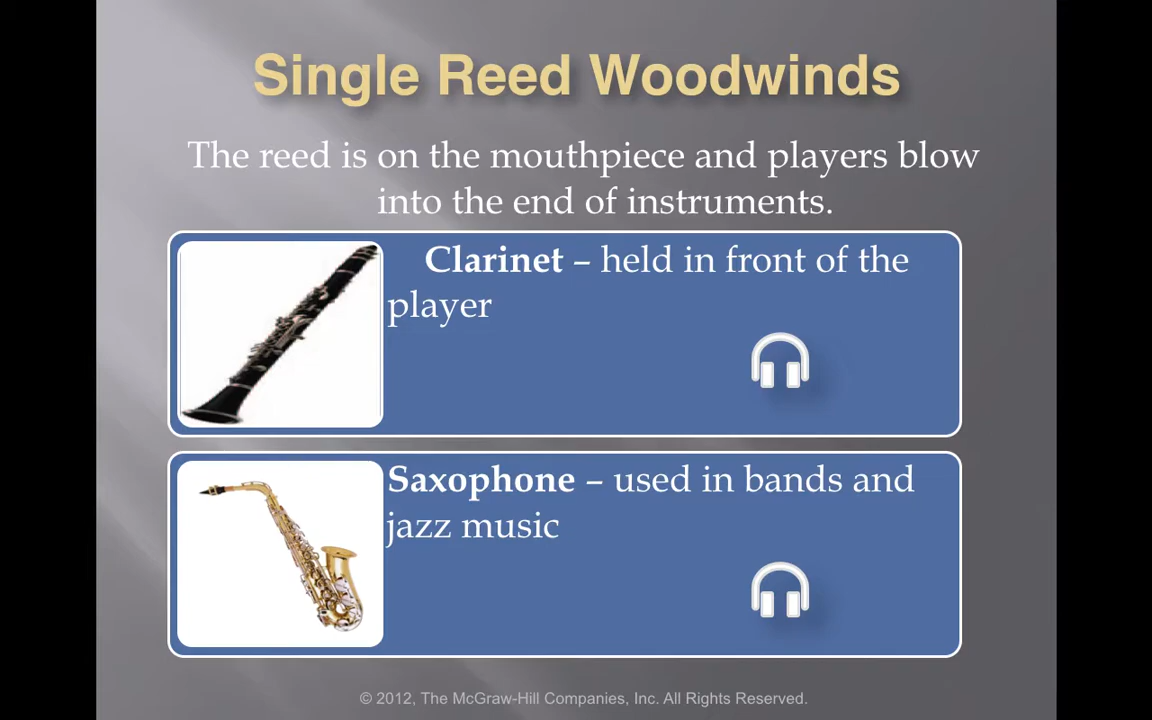 Single Reed Woodwinds
The reed is on the mouthpiece and players blow
into the end of instruments.
Clarinet – held in front of the
player
Saxophone – used in bands and
jazz music
© 2012, The McGraw-Hill Companies, Inc. All Rights Reserved.